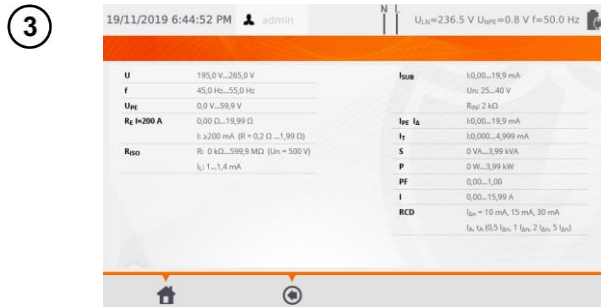 3
19/11/2019 6:44:52 PM admin N L ULN=236.5 V UNPE=0.8 V f=50.0 Hz
U 195,0 V...265,0 V
f 45,0 Hz...55,0 Hz
UPE 0,0 V...59,9 V
RE I=200 A 0,00 Ω...19,99 Ω
I: ≥200 mA (R = 0,2 Ω ...1,99 Ω)
RISO R: 0 kΩ...599,9 MΩ (Un = 500 V)
IL: 1...1,4 mA
ISUB I:0,00...19,9 mA
Un: 25...40 V
2 kΩ
IPE IΔ I:0,00...19,9 mA
IT I:0,000...4,999 mA
S 0 VA...3,99 kVA
P 0 W...3,99 kW
PF 0,00...1,00
I 0,00...15,99 A
RCD IΔn = 10 mA, 15 mA, 30 mA
IA, tA (0,5 IΔn, 1 IΔn, 2 IΔn, 5 IΔn)